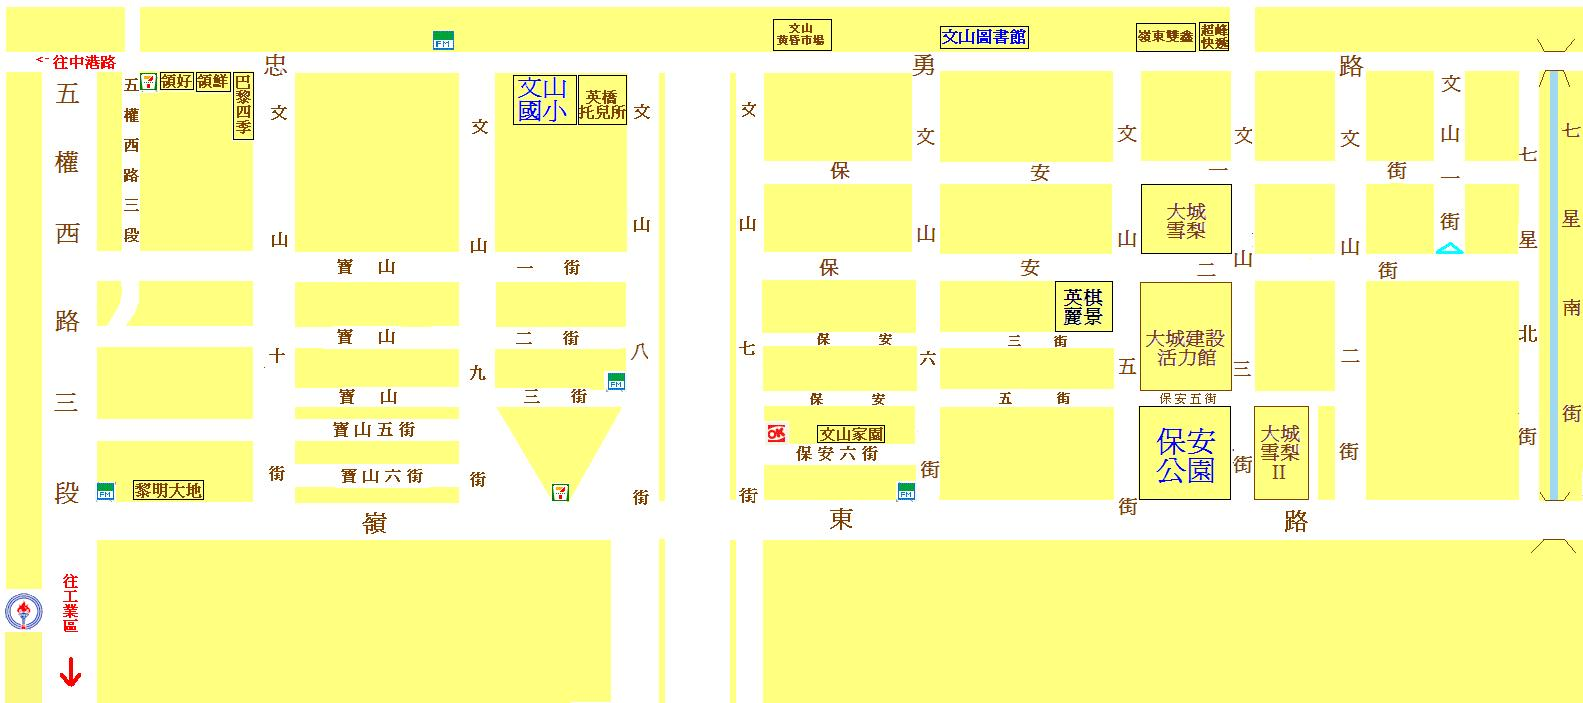 文山
黃昏市場
文山圖書館
嶺東雙鑫
超峰
快遞
FM
<- 往中港路
忠勇路
五權西路三段
五權西路三段
7
領好
領鮮
巴黎四季
文山
國小
英橋
托兒所
文山十街
文山九街
文山八街
文山七街
文山六街
文山五街
文山三街
文山二街
文山一街
七星北街
七星南街
保安一街
保安二街
大城
雪梨
寶山一街
寶山二街
寶山三街
寶山五街
寶山六街
英棋
麗景
保安三街
大城建設
活力館
FM
保安五街
保安五街
OK
文山家園
保安六街
保安
公園
大城
雪梨
II
FM
黎明大地
7
FM
嶺東路
往工業區